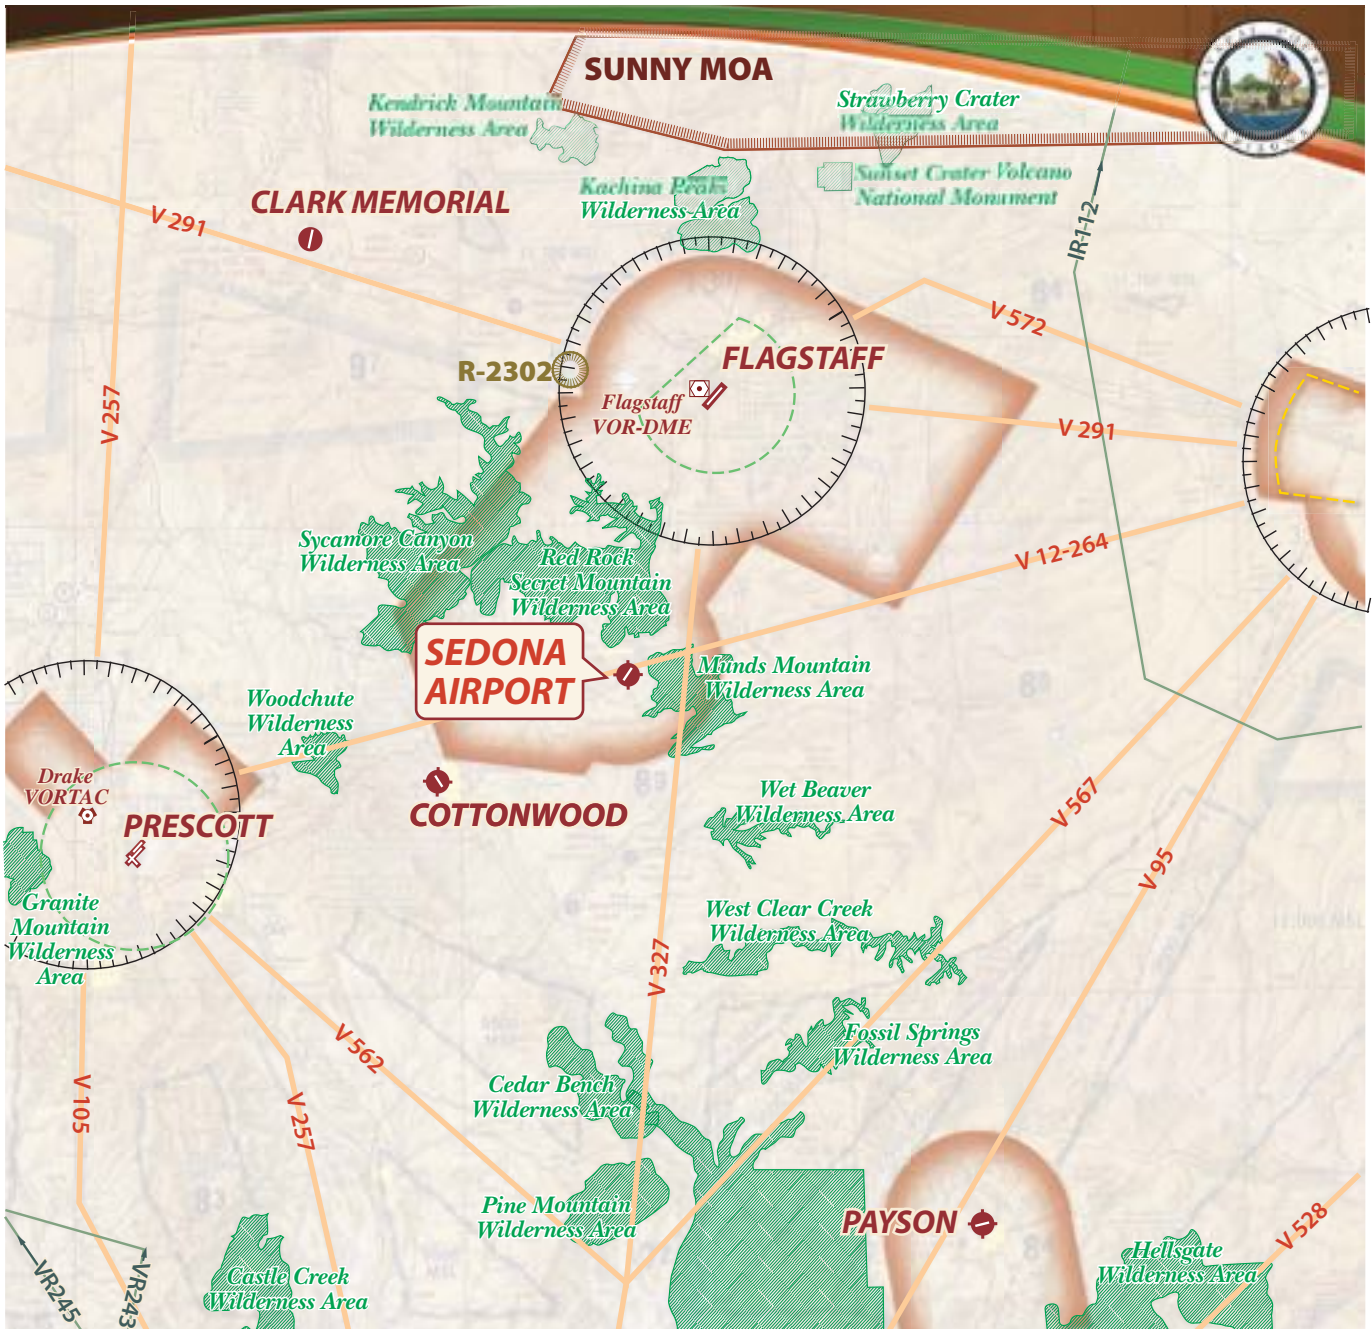 SUNNY MOA
Kendrick Mountain
Wilderness Area
Strawberry Crater
Wilderness Area
Kachina Peaks
Wilderness Area
Sunset Crater Volcano
National Monument
CLARK MEMORIAL
V 291
IR1-12
V 572
R-2302
FLAGSTAFF
Flagstaff
VOR-DME
V 257
V 291
Sycamore Canyon
Wilderness Area
Red Rock
Secret Mountain
Wilderness Area
V 12-264
SEDONA
AIRPORT
Munds Mountain
Wilderness Area
Woodchute
Wilderness
Area
Drake
VORTAC
PRESCOTT
COTTONWOOD
Wet Beaver
Wilderness Area
V 567
V 95
Granite
Mountain
Wilderness
Area
West Clear Creek
Wilderness Area
V 327
V 562
Fossil Springs
Wilderness Area
Cedar Bench
Wilderness Area
V 105
V 257
Pine Mountain
Wilderness Area
PAYSON
V 528
Hellsgate
Wilderness Area
Castle Creek
Wilderness Area
VR245
VR243